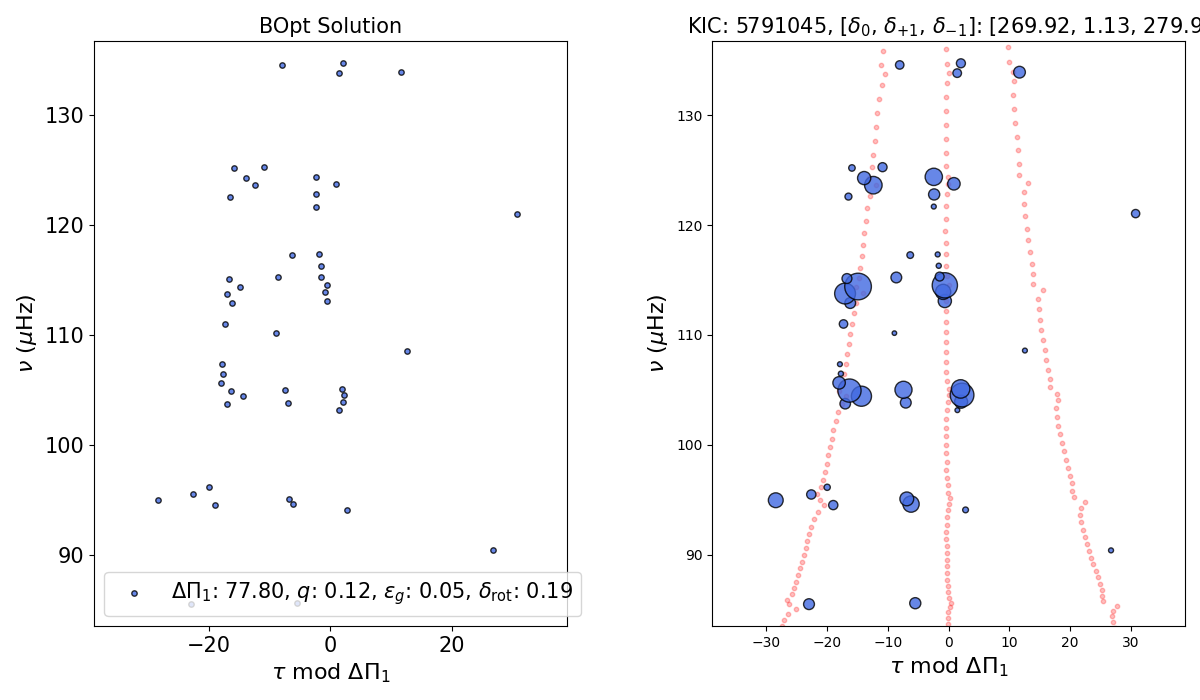 BOpt Solution
KIC: 5791045, [δ₀, δ₊₁, δ₋₁]: [269.92, 1.13, 279.9
130
120
110
100
90
ν (μHz)
ΔΠ₁: 77.80, q: 0.12, ε_g: 0.05, δ_rot: 0.19
−20
0
20
τ mod ΔΠ₁
130
120
110
100
90
ν (μHz)
−30
−20
−10
0
10
20
30
τ mod ΔΠ₁